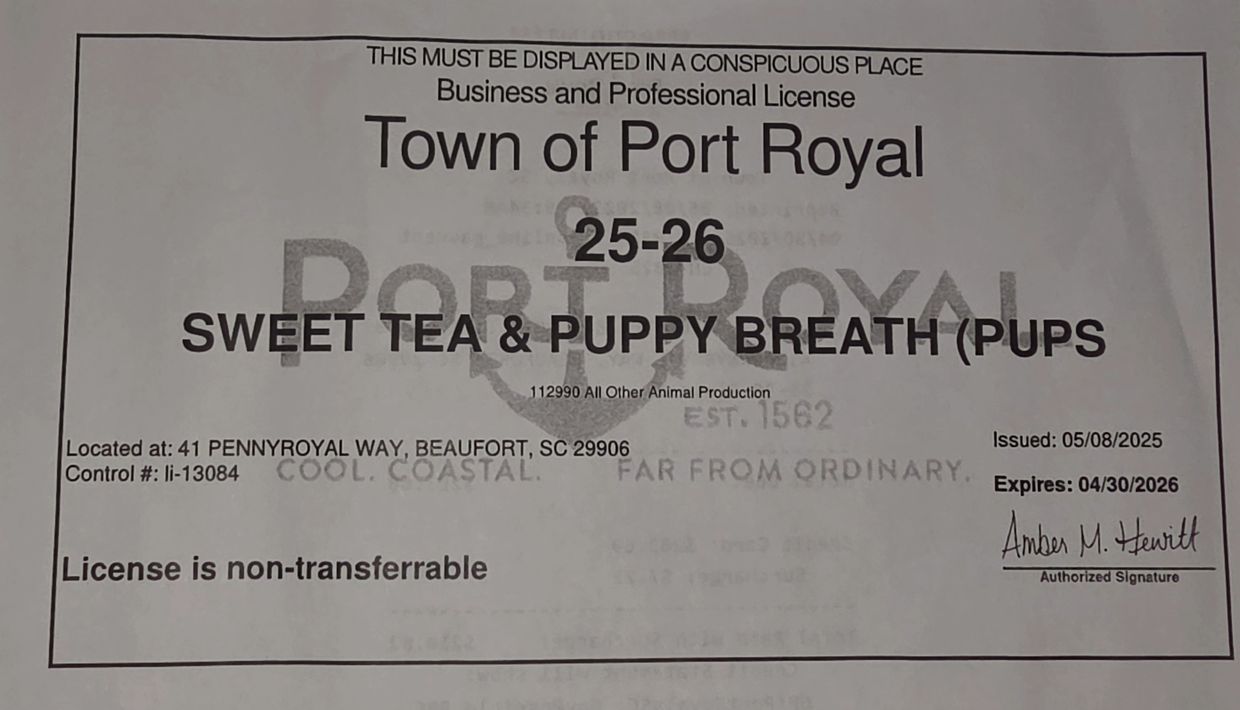 THIS MUST BE DISPLAYED IN A CONSPICUOUS PLACE
Business and Professional License
Town of Port Royal
25-26
PORT ROYAL
SWEET TEA & PUPPY BREATH (PUPS
112990 All Other Animal Production
EST. 1562
Located at: 41 PENNYROYAL WAY, BEAUFORT, SC 29906
Issued: 05/08/2025
Control #: li-13084
COOL. COASTAL. FAR FROM ORDINARY.
Expires: 04/30/2026
Amber M. Hewitt
Authorized Signature
License is non-transferrable